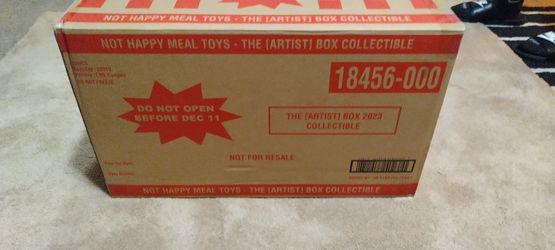 NOT HAPPY MEAL TOYS - THE [ARTIST] BOX COLLECTIBLE
18456-000
DO NOT OPEN
BEFORE DEC 11
THE [ARTIST] BOX 2023
COLLECTIBLE
NOT FOR RESALE
NOT HAPPY MEAL TOYS - THE [ARTIST] BOX COLLECTIBLE